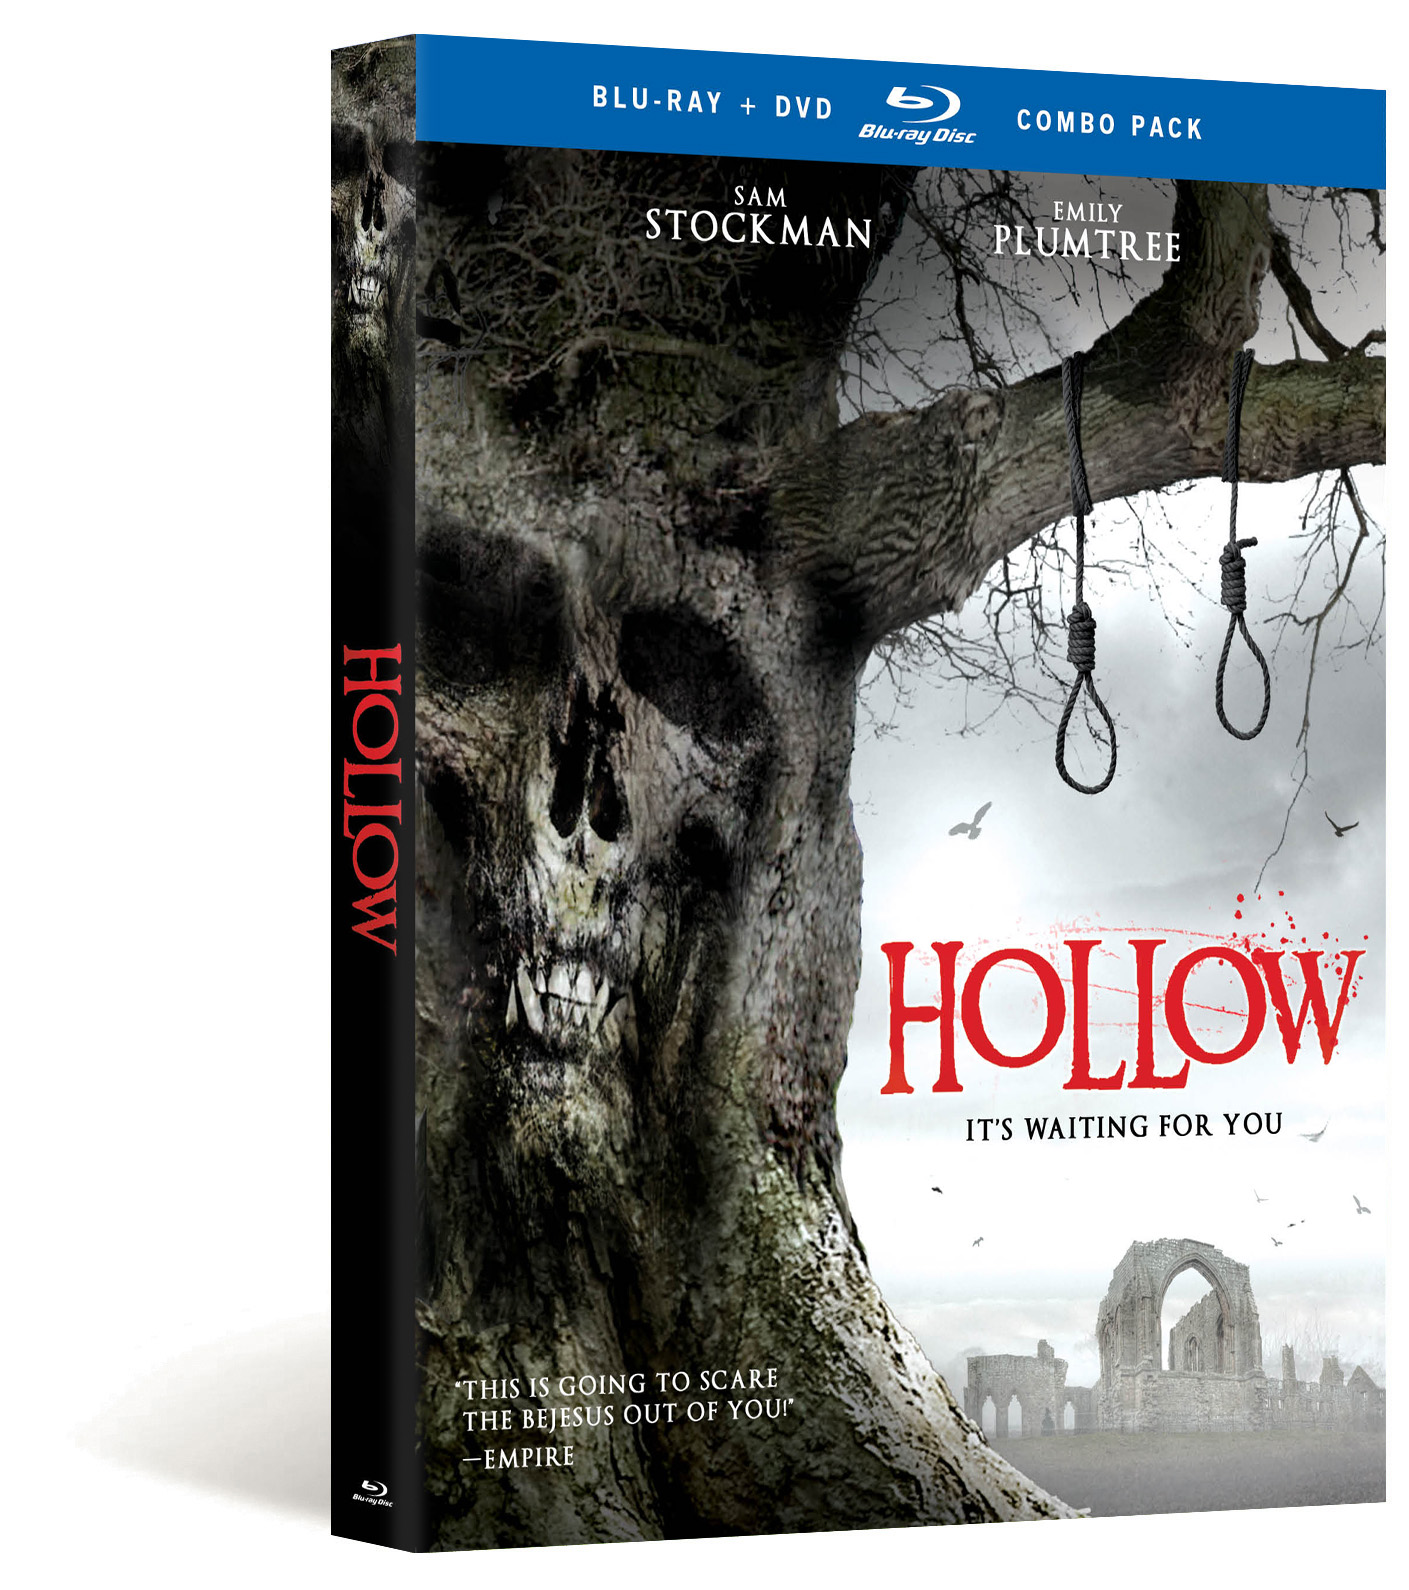 BLU-RAY + DVD Blu-ray Disc COMBO PACK
SAM
STOCKMAN
EMILY
PLUMTREE
HOLLOW
HOLLOW
IT'S WAITING FOR YOU
“THIS IS GOING TO SCARE
THE BEJESUS OUT OF YOU!”
—EMPIRE
Blu-ray Disc